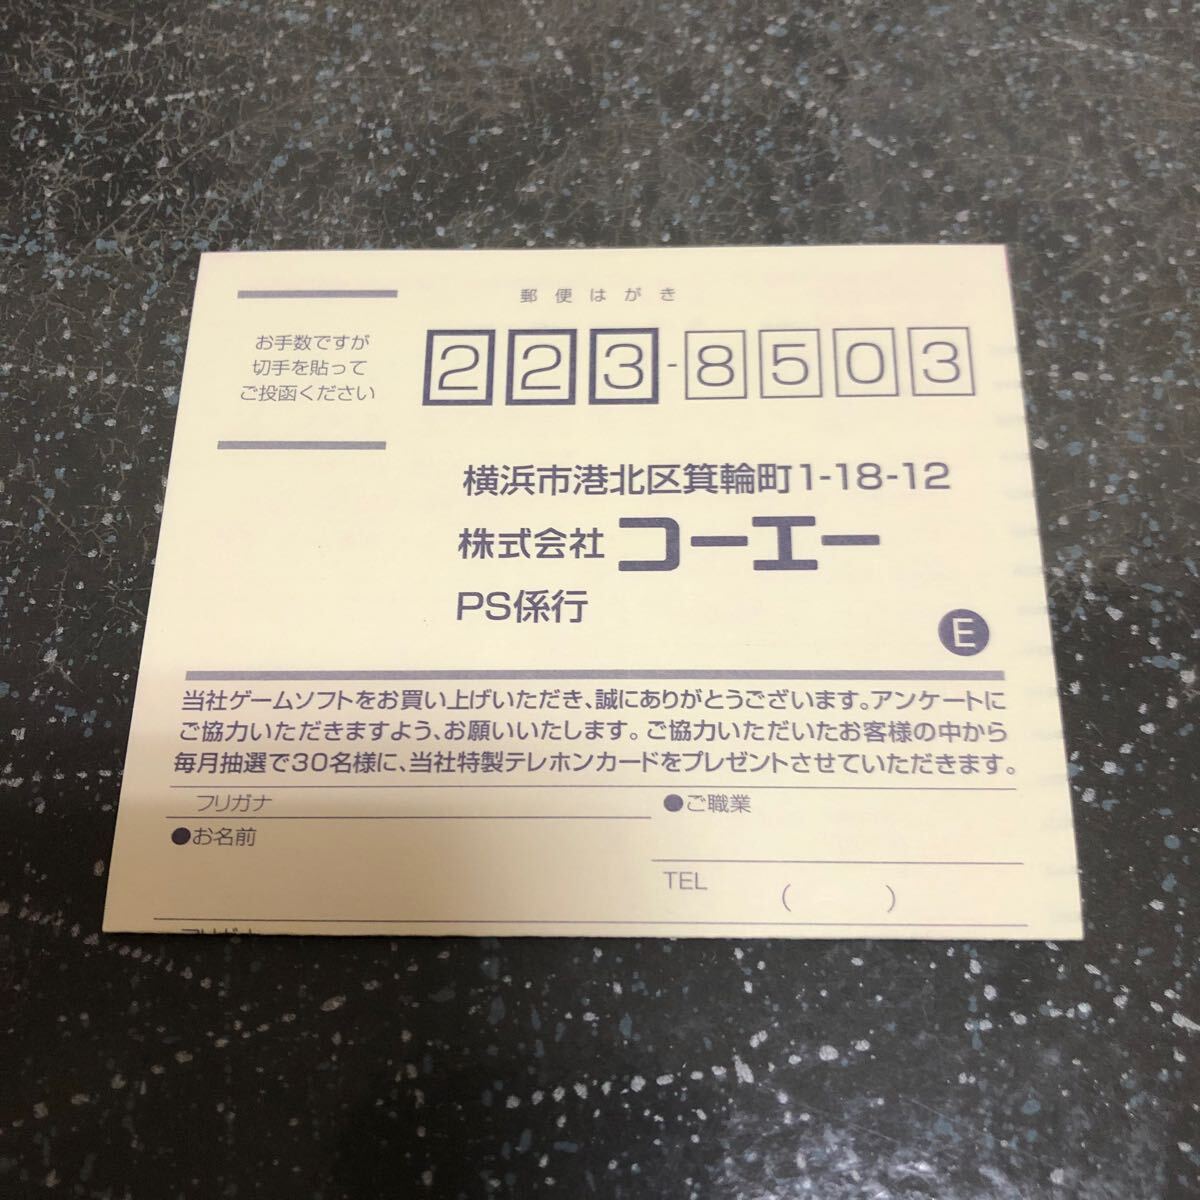 郵便はがき
お手数ですが
切手を貼って
ご投函ください
223-8503
横浜市港北区箕輪町1-18-12
株式会社 コーエー
PS係行
E
当社ゲームソフトをお買い上げいただき、誠にありがとうございます。アンケートに
ご協力いただきますよう、お願いいたします。ご協力いただいたお客様の中から
毎月抽選で30名様に、当社特製テレホンカードをプレゼントさせていただきます。
フリガナ
●お名前
●ご職業
TEL ( )
フリガナ